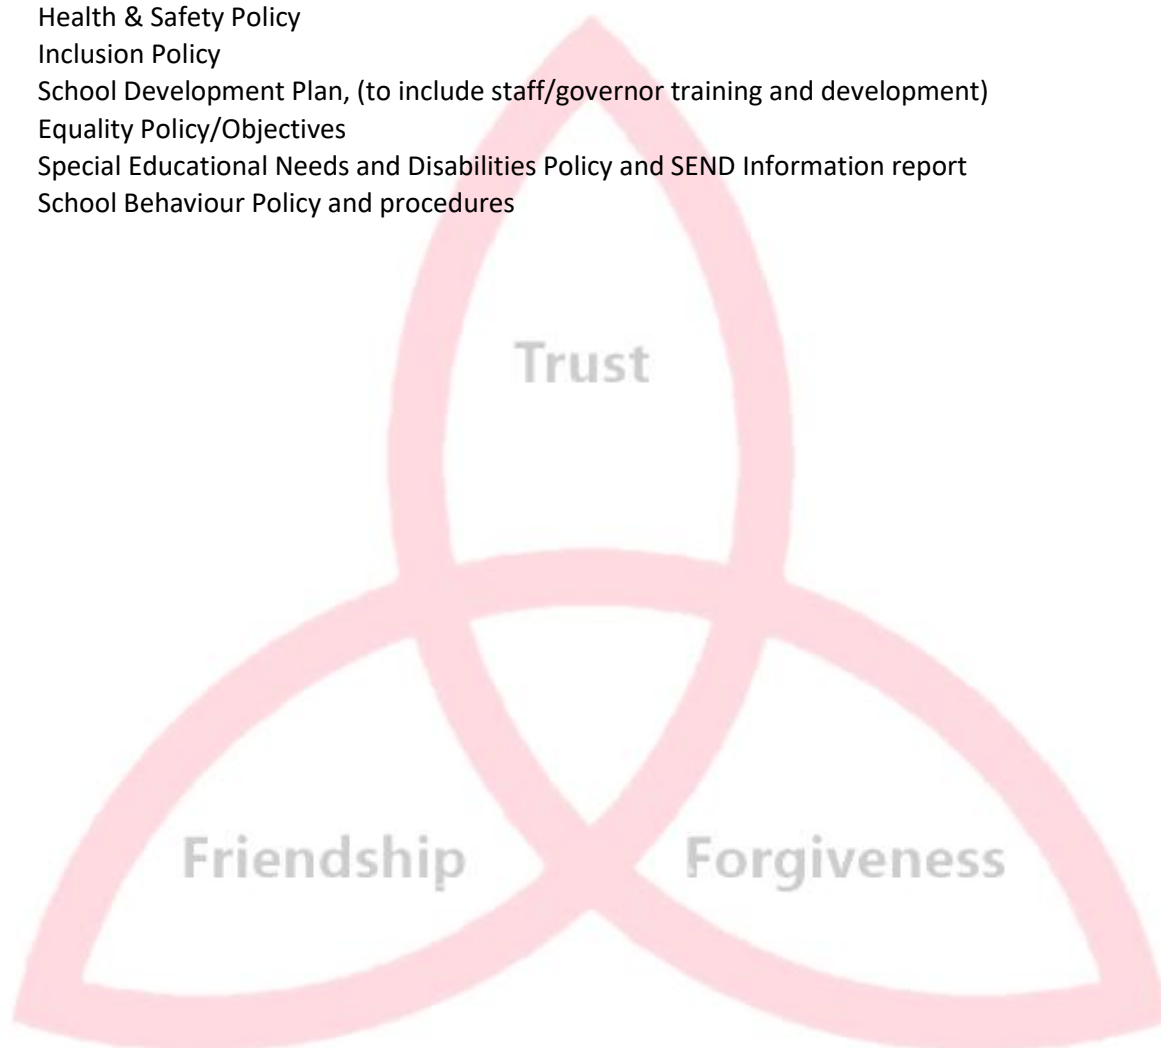 Health & Safety Policy
Inclusion Policy
School Development Plan, (to include staff/governor training and development)
Equality Policy/Objectives
Special Educational Needs and Disabilities Policy and SEND Information report
School Behaviour Policy and procedures
Trust
Friendship
Forgiveness